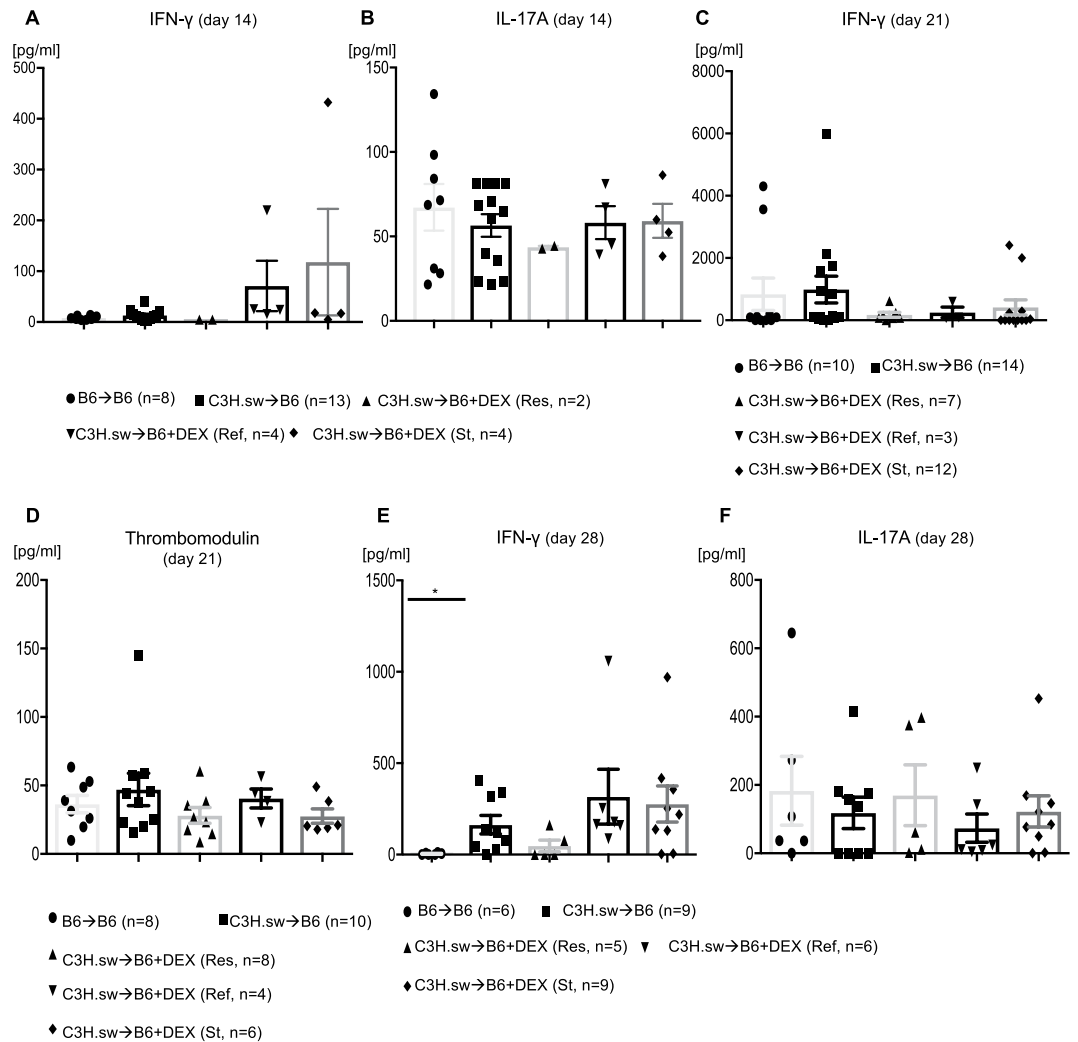 A
IFN-γ (day 14)
[pg/ml]
500
400
300
200
100
0
B
IL-17A (day 14)
[pg/ml]
150
100
50
0
C
IFN-γ (day 21)
[pg/ml]
8000
6000
4000
2000
0
B6→B6 (n=8) C3H.sw→B6 (n=13) C3H.sw→B6+DEX (Res, n=2)
C3H.sw→B6+DEX (Ref, n=4) C3H.sw→B6+DEX (St, n=4)
B6→B6 (n=10) C3H.sw→B6 (n=14)
C3H.sw→B6+DEX (Res, n=7)
C3H.sw→B6+DEX (Ref, n=3)
C3H.sw→B6+DEX (St, n=12)
D
Thrombomodulin
(day 21)
[pg/ml]
200
150
100
50
0
E
IFN-γ (day 28)
[pg/ml]
1500
1000
500
0
*
F
IL-17A (day 28)
[pg/ml]
800
600
400
200
0
B6→B6 (n=8) C3H.sw→B6 (n=10)
C3H.sw→B6+DEX (Res, n=8)
C3H.sw→B6+DEX (Ref, n=4)
C3H.sw→B6+DEX (St, n=6)
B6→B6 (n=6) C3H.sw→B6 (n=9)
C3H.sw→B6+DEX (Res, n=5) C3H.sw→B6+DEX (Ref, n=6)
C3H.sw→B6+DEX (St, n=9)